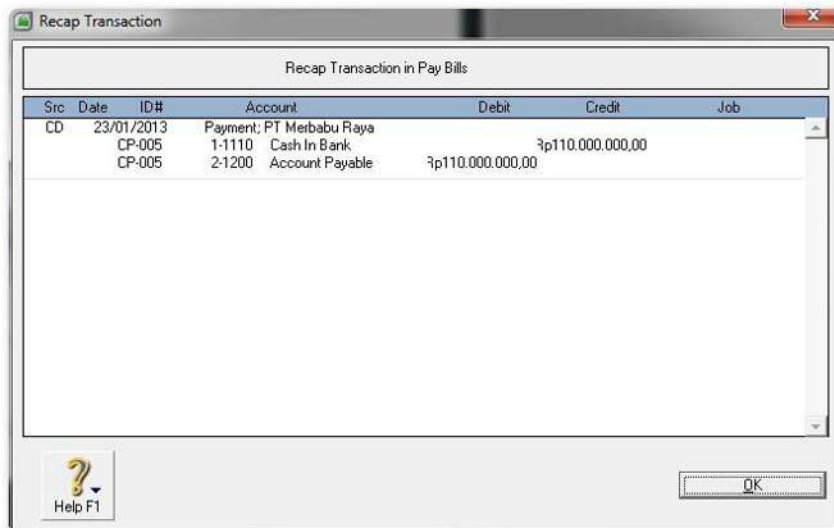 Recap Transaction
Recap Transaction in Pay Bills
Src Date ID# Account Debit Credit Job
CD 23/01/2013 Payment; PT Merbabu Raya
CP-005 1-1110 Cash In Bank Rp110.000.000,00
CP-005 2-1200 Account Payable Rp110.000.000,00
Help F1
OK